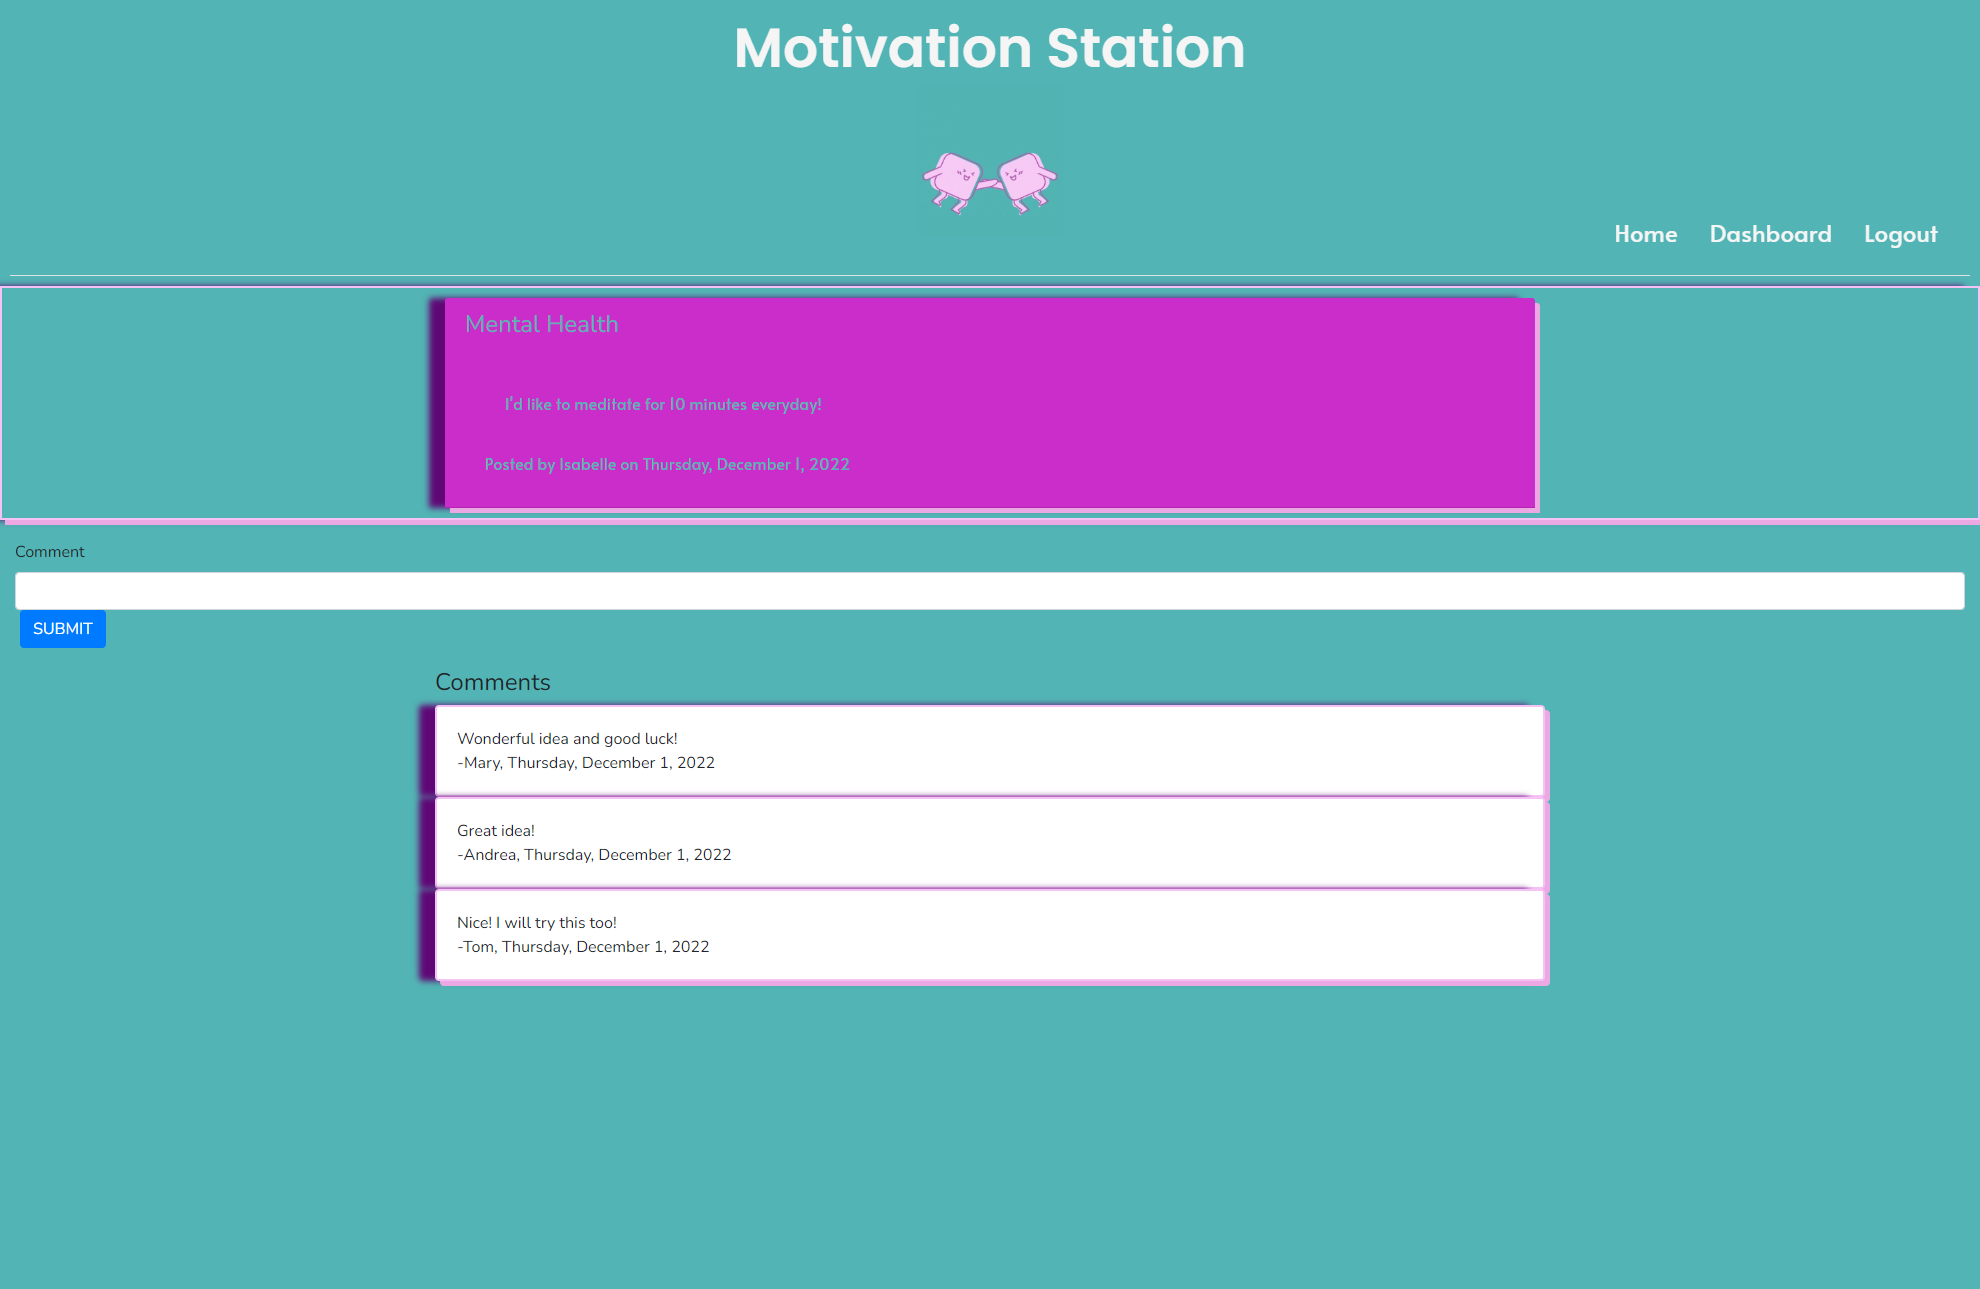 Motivation Station
Home Dashboard Logout
Mental Health
I'd like to meditate for 10 minutes everyday!
Posted by Isabelle on Thursday, December 1, 2022
Comment
SUBMIT
Comments
Wonderful idea and good luck!
-Mary, Thursday, December 1, 2022
Great idea!
-Andrea, Thursday, December 1, 2022
Nice! I will try this too!
-Tom, Thursday, December 1, 2022